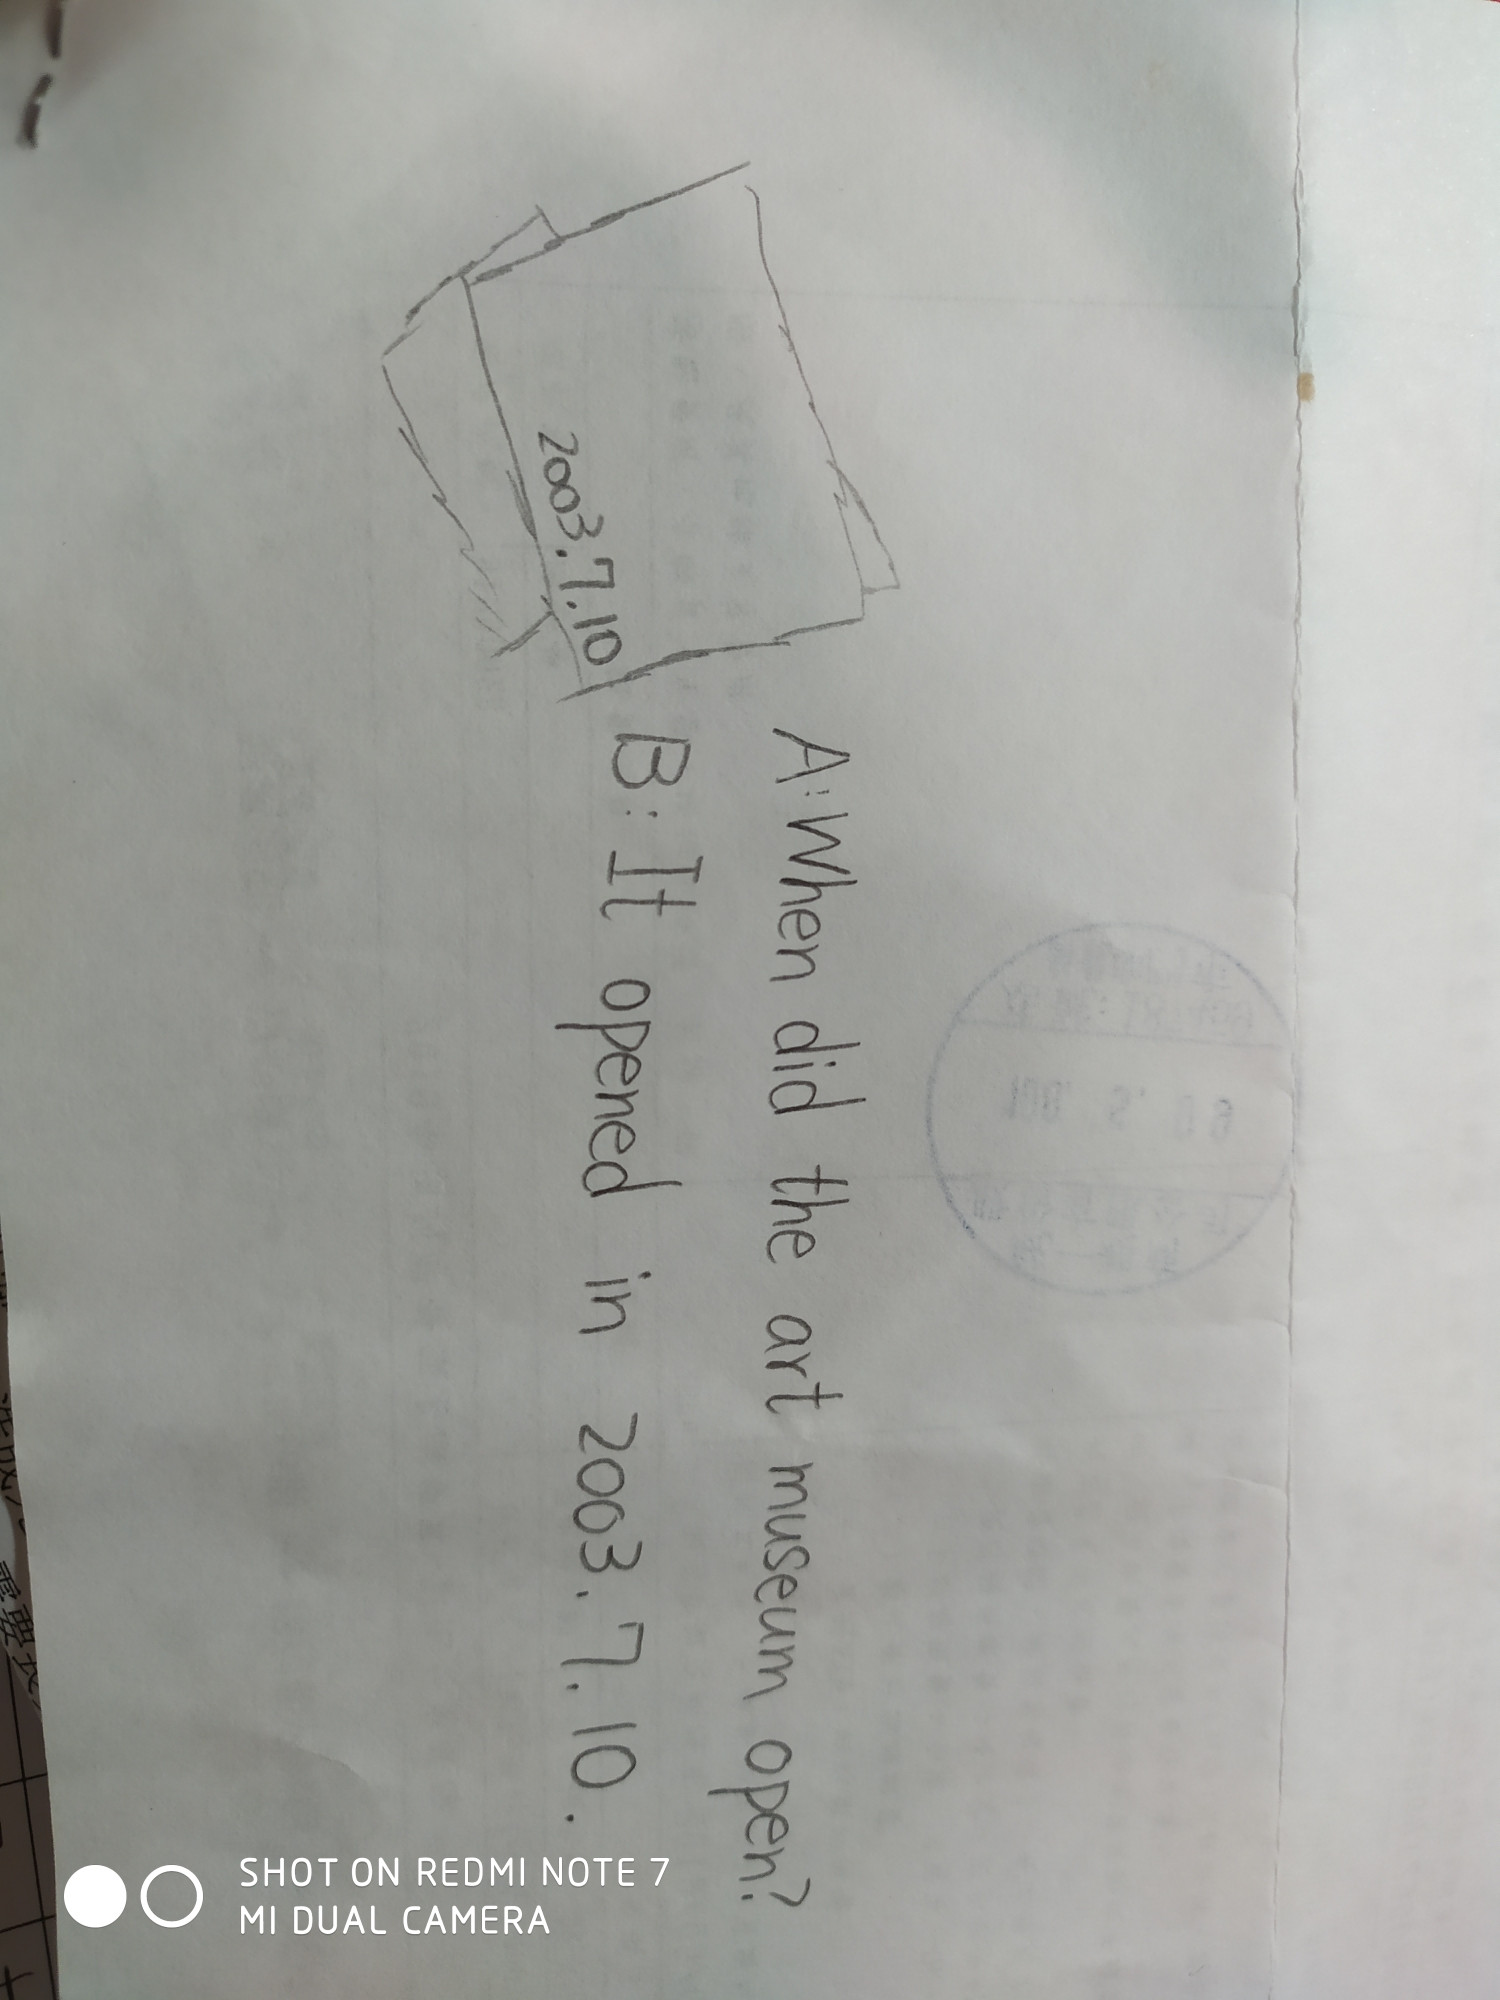 2003.7.10
A: When did the art museum open?
B: It opened in 2003.7.10.
SHOT ON REDMI NOTE 7
MI DUAL CAMERA